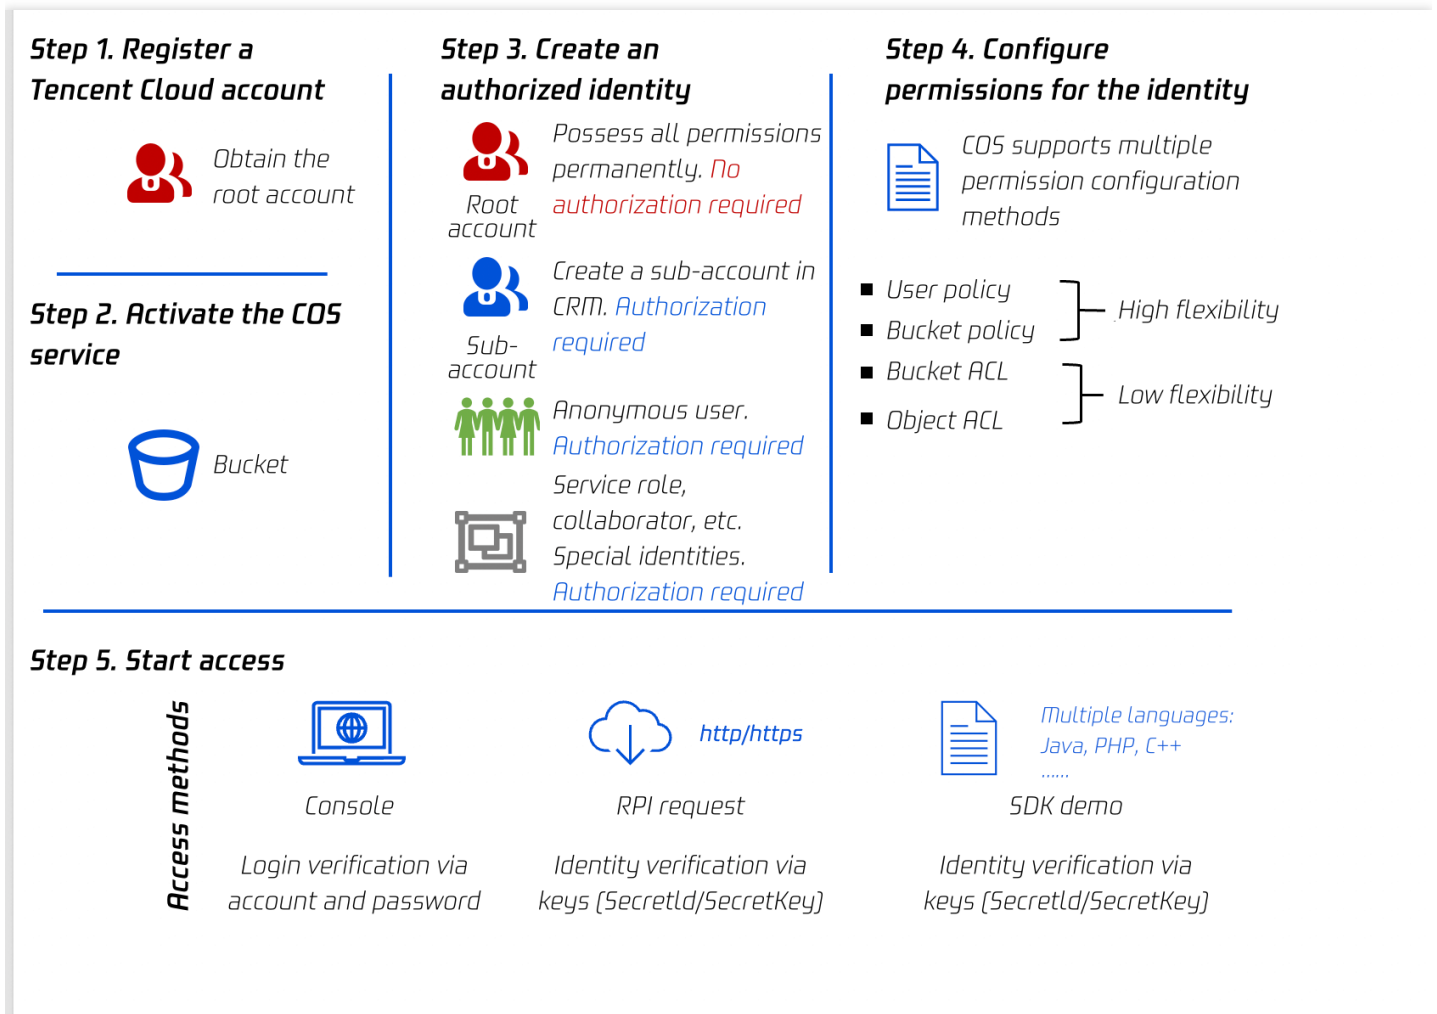 Step 1. Register a
Tencent Cloud account
Obtain the
root account
Step 2. Activate the COS
service
Bucket
Step 3. Create an
authorized identity
Possess all permissions
permanently. No
authorization required
Root
account
Create a sub-account in
CRM. Authorization
required
Sub-
account
Anonymous user.
Authorization required
Service role,
collaborator, etc.
Special identities.
Authorization required
Step 4. Configure
permissions for the identity
COS supports multiple
permission configuration
methods
User policy
Bucket policy
High flexibility
Bucket ACL
Object ACL
Low flexibility
Step 5. Start access
Access methods
Console
Login verification via
account and password
http/https
RPI request
Identity verification via
keys (SecretId/SecretKey)
Multiple languages:
Java, PHP, C++
......
SDK demo
Identity verification via
keys (SecretId/SecretKey)